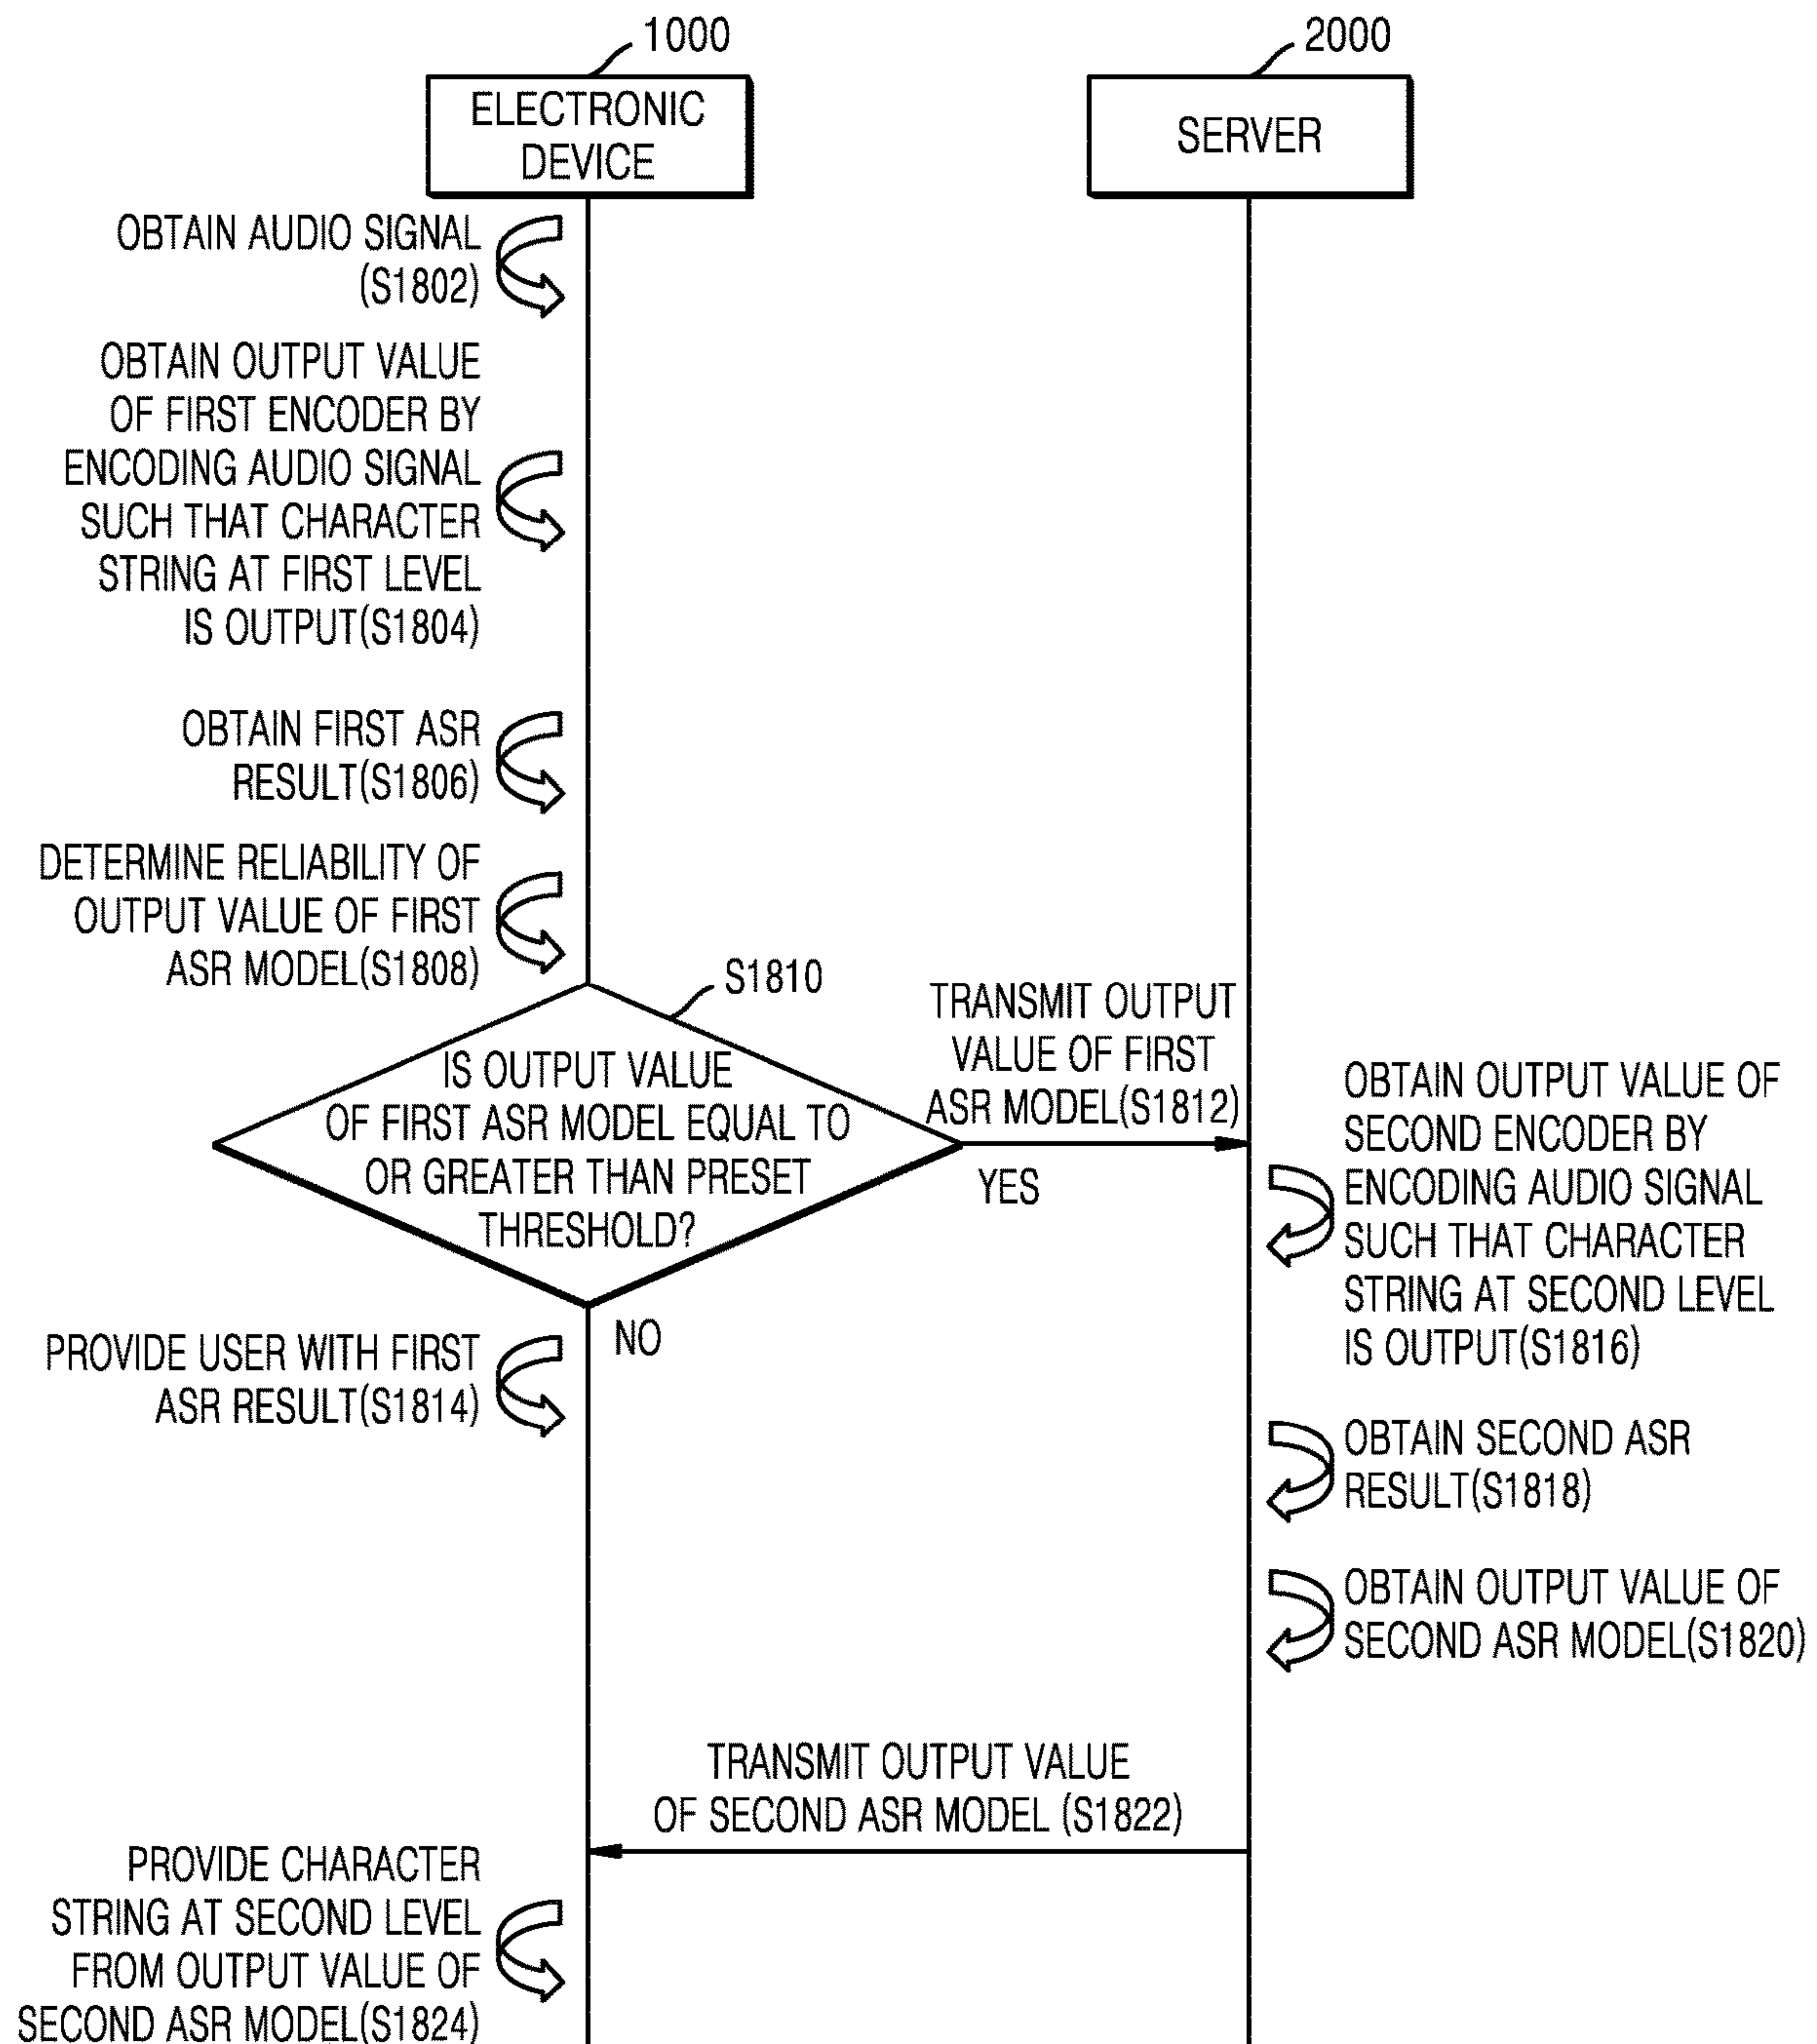 1000
2000
ELECTRONIC
DEVICE
SERVER
OBTAIN AUDIO SIGNAL
(S1802)
OBTAIN OUTPUT VALUE
OF FIRST ENCODER BY
ENCODING AUDIO SIGNAL
SUCH THAT CHARACTER
STRING AT FIRST LEVEL
IS OUTPUT(S1804)
OBTAIN FIRST ASR
RESULT(S1806)
DETERMINE RELIABILITY OF
OUTPUT VALUE OF FIRST
ASR MODEL(S1808)
S1810
IS OUTPUT VALUE
OF FIRST ASR MODEL EQUAL TO
OR GREATER THAN PRESET
THRESHOLD?
TRANSMIT OUTPUT
VALUE OF FIRST
ASR MODEL(S1812)
YES
NO
PROVIDE USER WITH FIRST
ASR RESULT(S1814)
OBTAIN OUTPUT VALUE OF
SECOND ENCODER BY
ENCODING AUDIO SIGNAL
SUCH THAT CHARACTER
STRING AT SECOND LEVEL
IS OUTPUT(S1816)
OBTAIN SECOND ASR
RESULT(S1818)
OBTAIN OUTPUT VALUE OF
SECOND ASR MODEL(S1820)
TRANSMIT OUTPUT VALUE
OF SECOND ASR MODEL (S1822)
PROVIDE CHARACTER
STRING AT SECOND LEVEL
FROM OUTPUT VALUE OF
SECOND ASR MODEL(S1824)